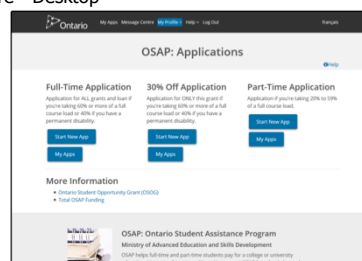 Desktop
Ontario My Apps Message Centre My Profile Help Log Out français
OSAP: Applications
Help
Full-Time Application
Application for ALL grants and loan if
you're taking 60% or more of a full
course load or 40% if you have a
permanent disability.
Start New App
My Apps
30% Off Application
Application for ONLY this grant if
you're taking 60% or more of a full
course load or 40% if you have a
permanent disability.
Start New App
My Apps
Part-Time Application
Application if you're taking 20% to 59%
of a full course load.
Start New App
My Apps
More Information
• Ontario Student Opportunity Grant (OSOG)
• Total OSAP Funding
OSAP: Ontario Student Assistance Program
Ministry of Advanced Education and Skills Development
OSAP helps full-time and part-time students pay for a college or university